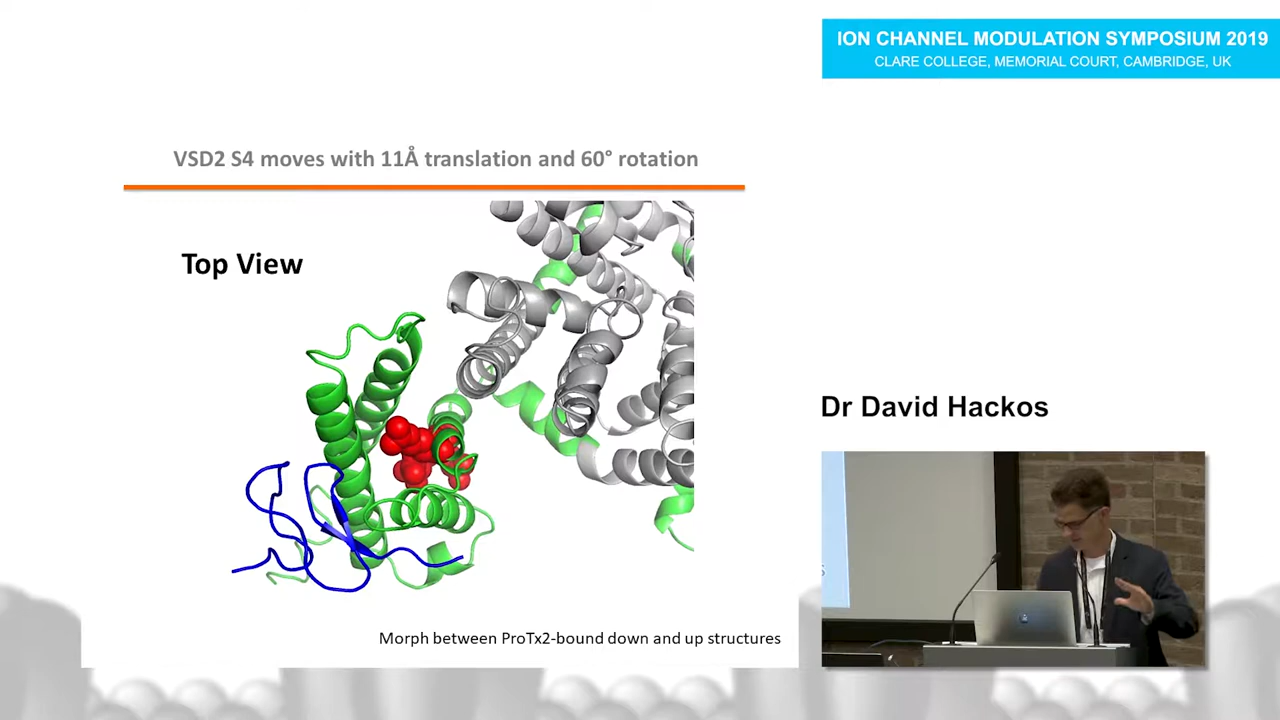 ION CHANNEL MODULATION SYMPOSIUM 2019
CLARE COLLEGE, MEMORIAL COURT, CAMBRIDGE, UK
VSD2 S4 moves with 11Å translation and 60° rotation
Top View
Dr David Hackos
Morph between ProTx2-bound down and up structures